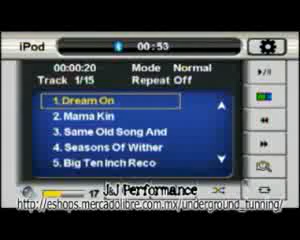 iPod 00:53
00:00:20 Mode Normal
Track 1/15 Repeat Off
1. Dream On
2. Mama Kin
3. Same Old Song And
4. Seasons Of Wither
5. Big Ten Inch Reco
17
J&J Performance
http://eshops.mercadolibre.com.mx/underground_tunning/